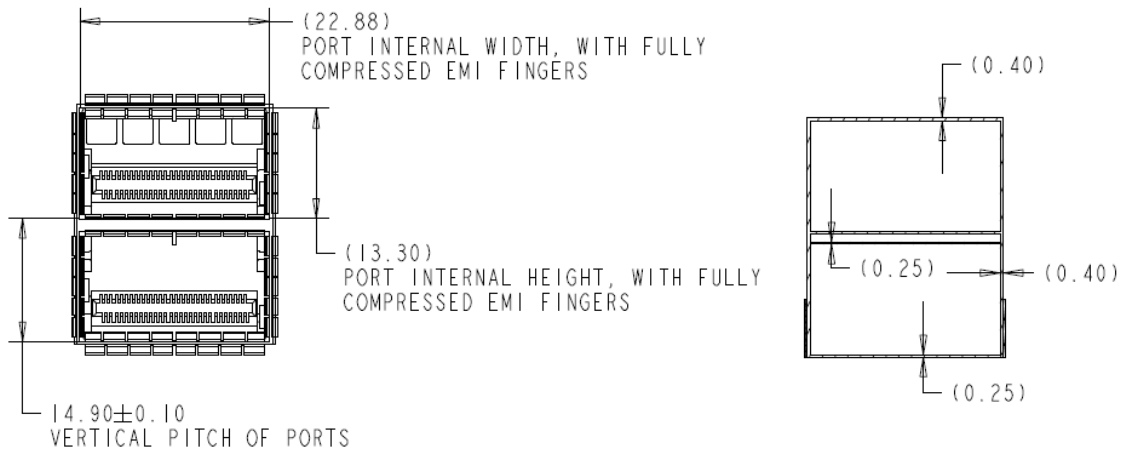 (22.88)
PORT INTERNAL WIDTH, WITH FULLY
COMPRESSED EMI FINGERS
(0.40)
(13.30)
PORT INTERNAL HEIGHT, WITH FULLY
COMPRESSED EMI FINGERS
(0.25)
(0.40)
(0.25)
14.90±0.10
VERTICAL PITCH OF PORTS